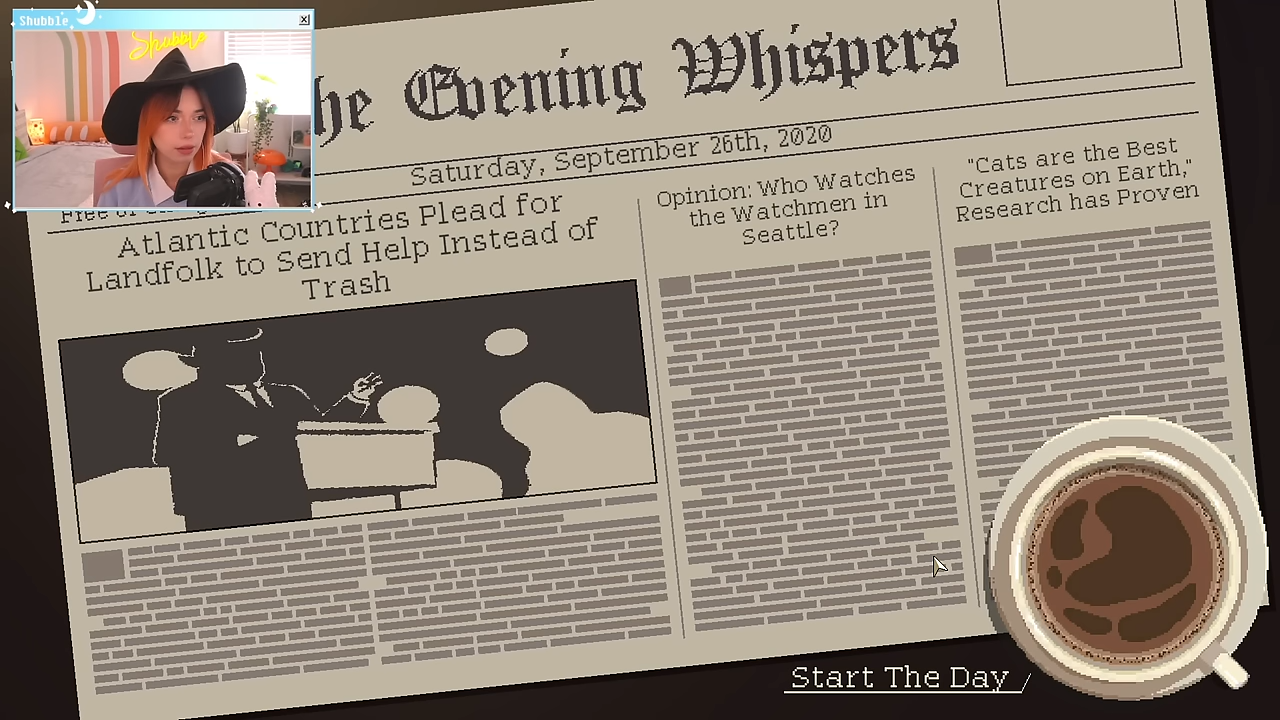 Shubble
Shubble
he Evening Whispers
Saturday, September 26th, 2020
Atlantic Countries Plead for
Landfolk to Send Help Instead of
Trash
Opinion: Who Watches
the Watchmen in
Seattle?
"Cats are the Best
Creatures on Earth,"
Research has Proven
Start The Day